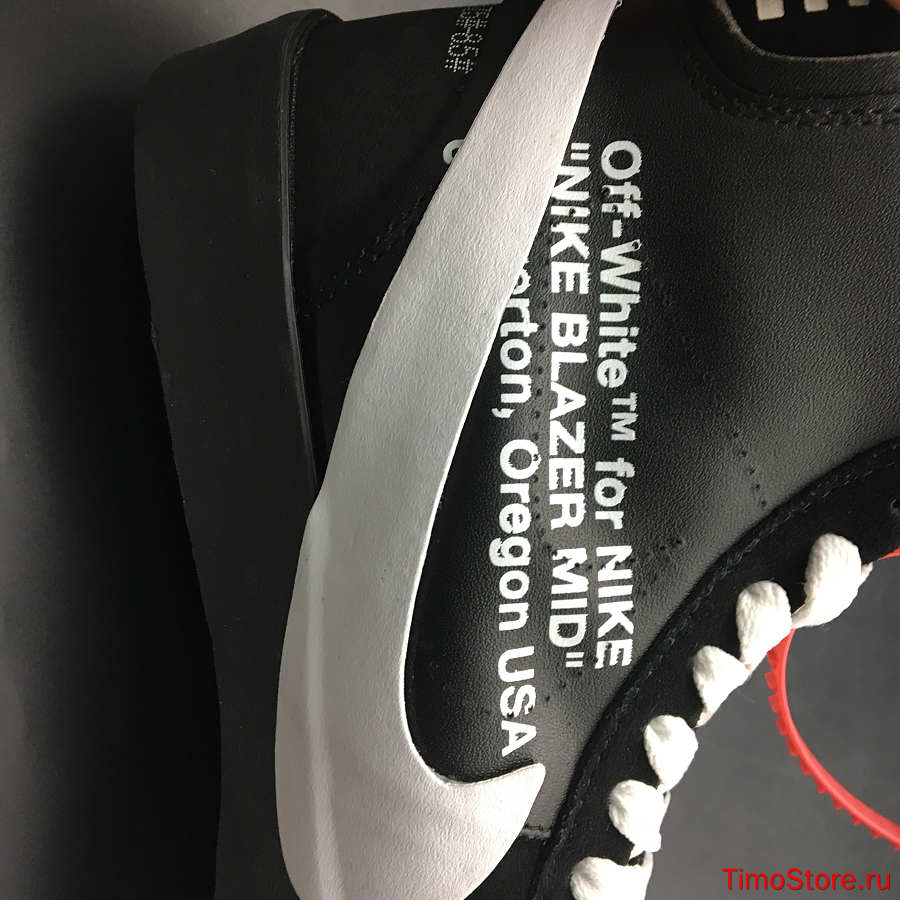 Off-White™ for NIKE
"NIKE BLAZER MID"
Oregon USA
TimoStore.ru